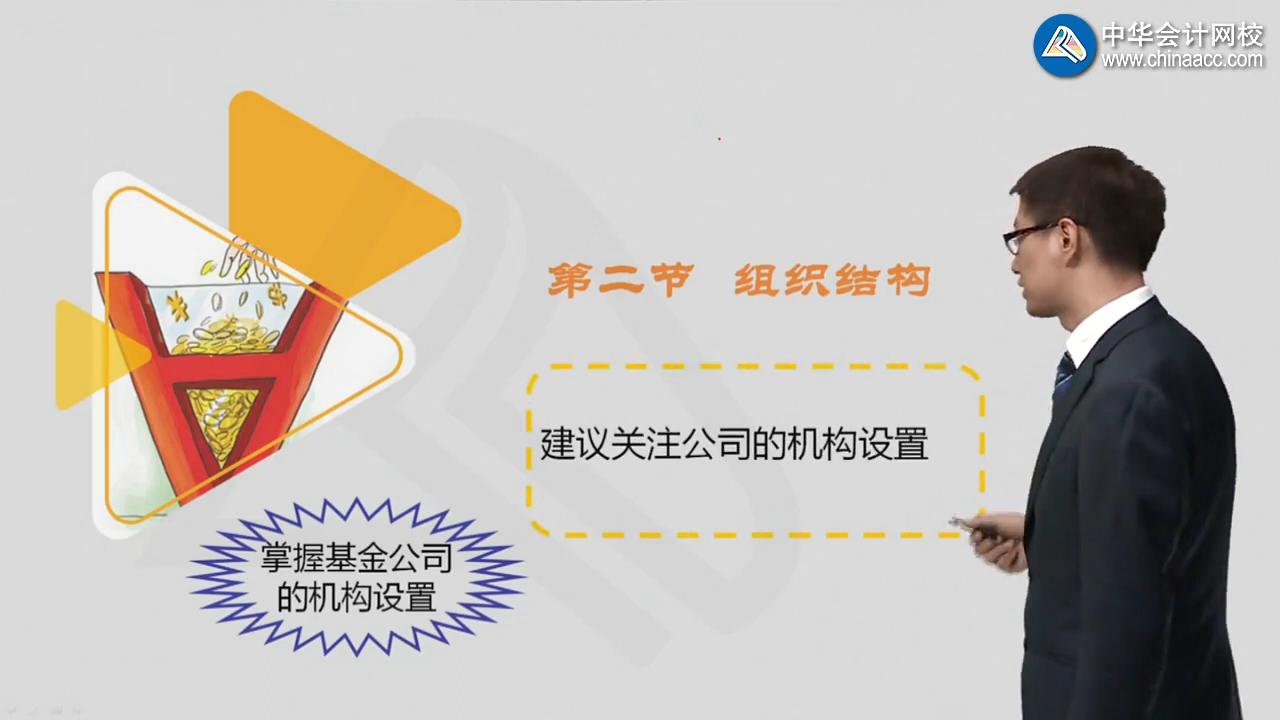 中华会计网校
www.chinaacc.com
第二节 组织结构
建议关注公司的机构设置
掌握基金公司
的机构设置